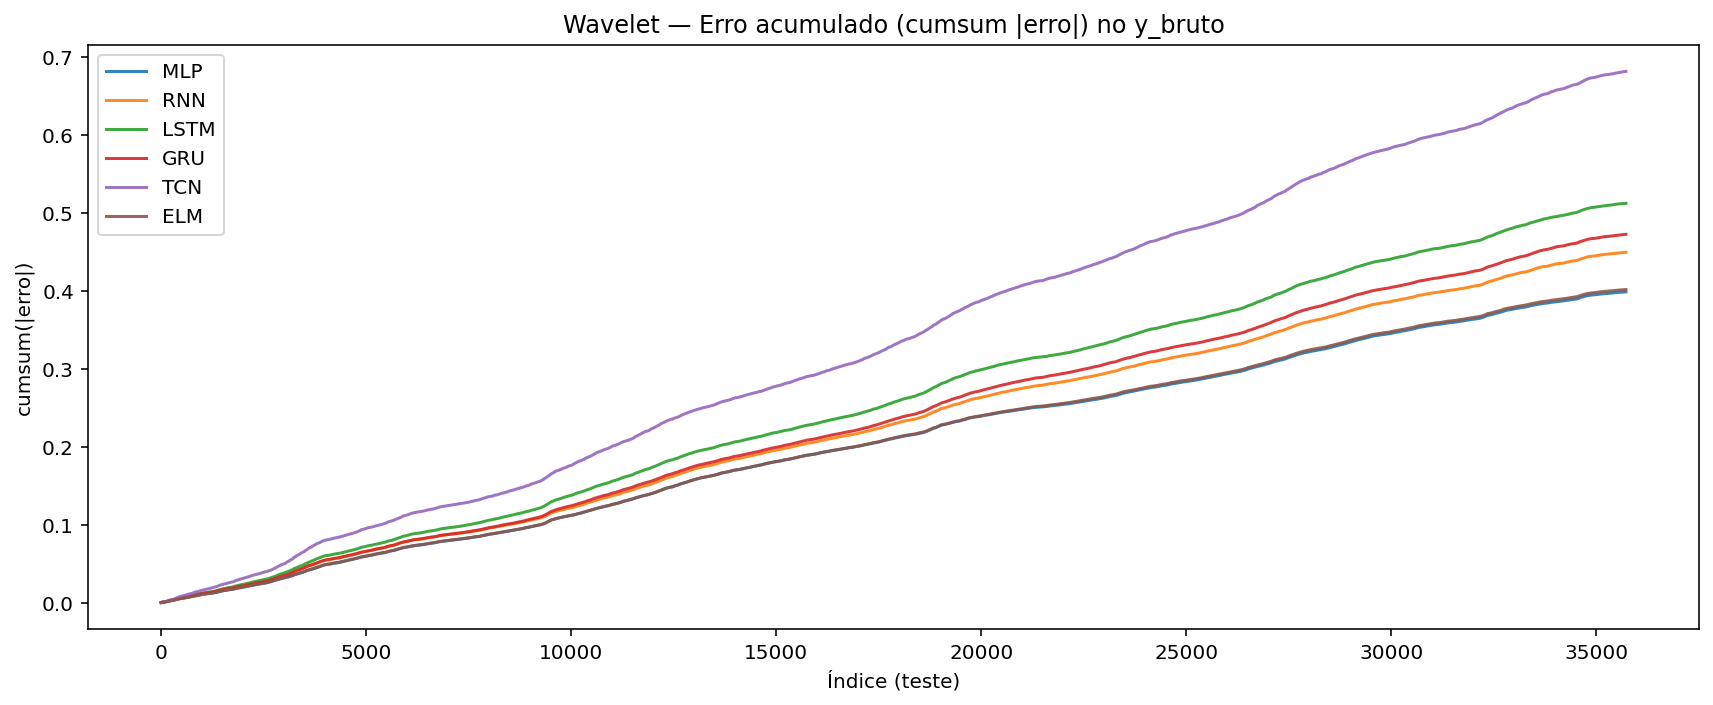 Wavelet — Erro acumulado (cumsum |erro|) no y_bruto
cumsum(|erro|)
0.7
0.6
0.5
0.4
0.3
0.2
0.1
0.0
MLP
RNN
LSTM
GRU
TCN
ELM
0 5000 10000 15000 20000 25000 30000 35000
Índice (teste)